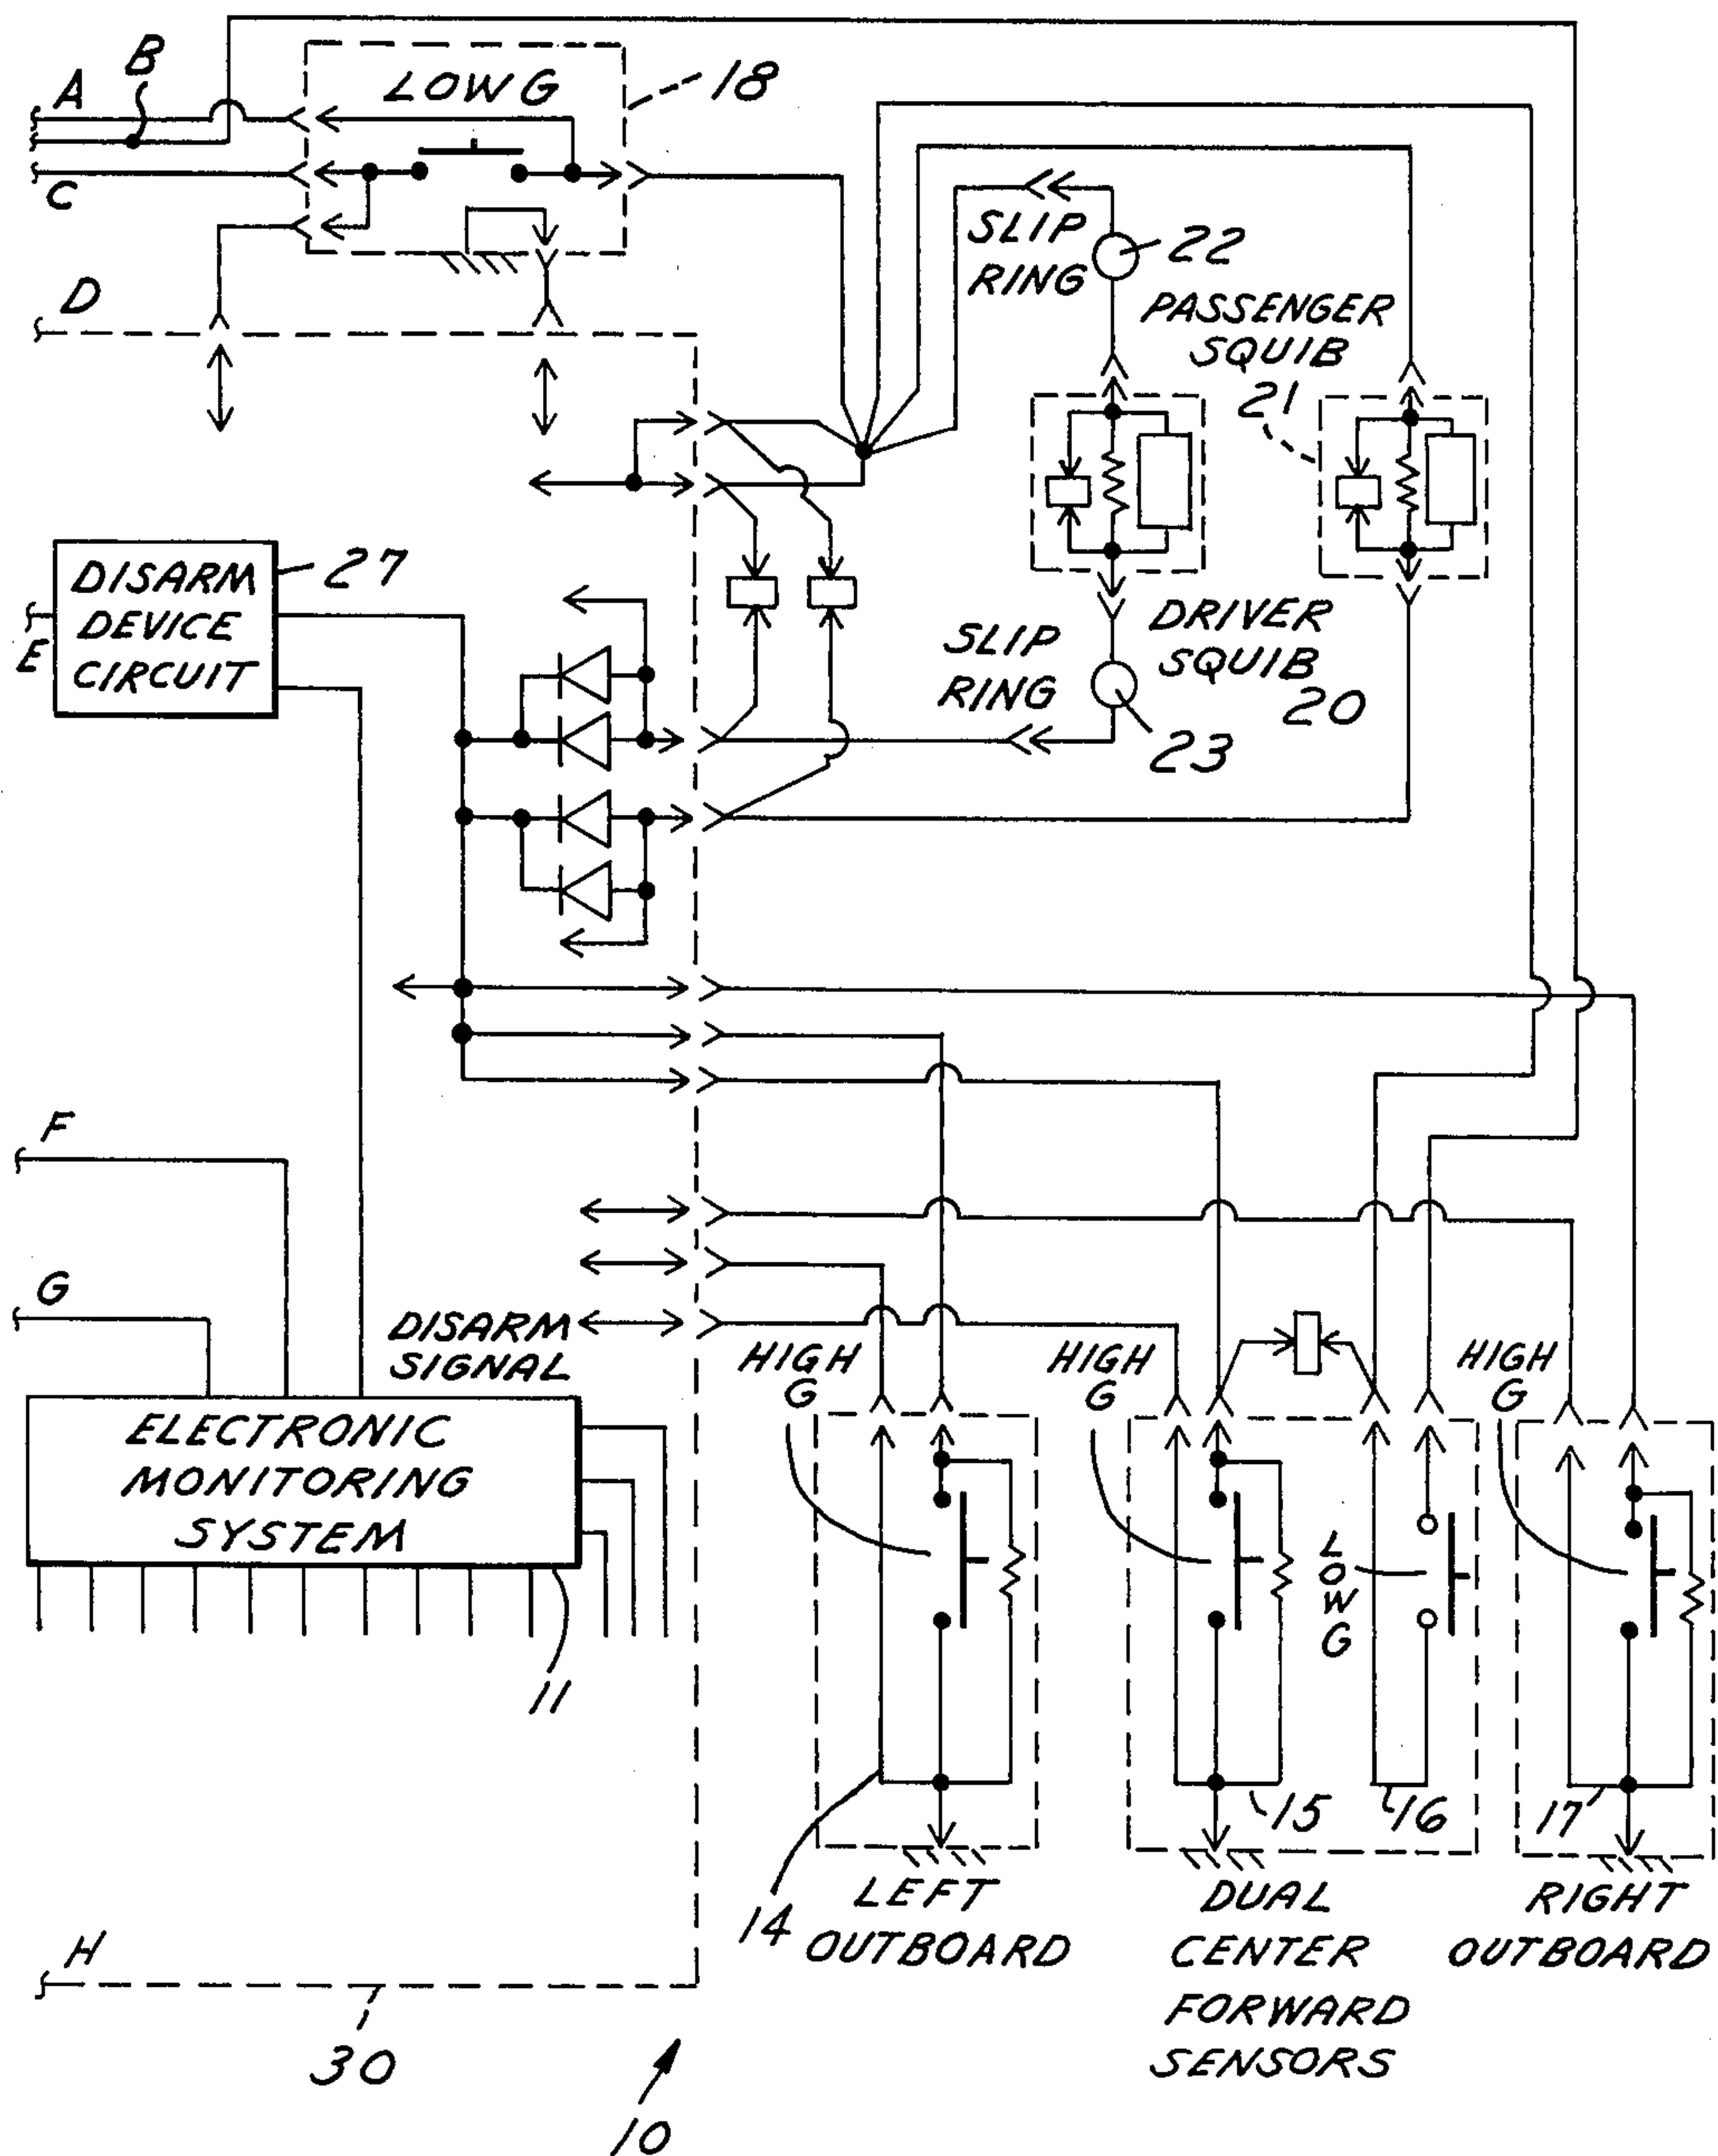 B
A
LOW G
18
C
D
SLIP
RING
22
PASSENGER
SQUIB
21
DISARM
DEVICE
CIRCUIT
27
E
SLIP
RING
DRIVER
SQUIB
20
23
F
G
DISARM
SIGNAL
HIGH
G
HIGH
G
HIGH
G
ELECTRONIC
MONITORING
SYSTEM
11
LOW G
14
15
16
17
LEFT
OUTBOARD
DUAL
CENTER
FORWARD
SENSORS
RIGHT
OUTBOARD
H
30
10